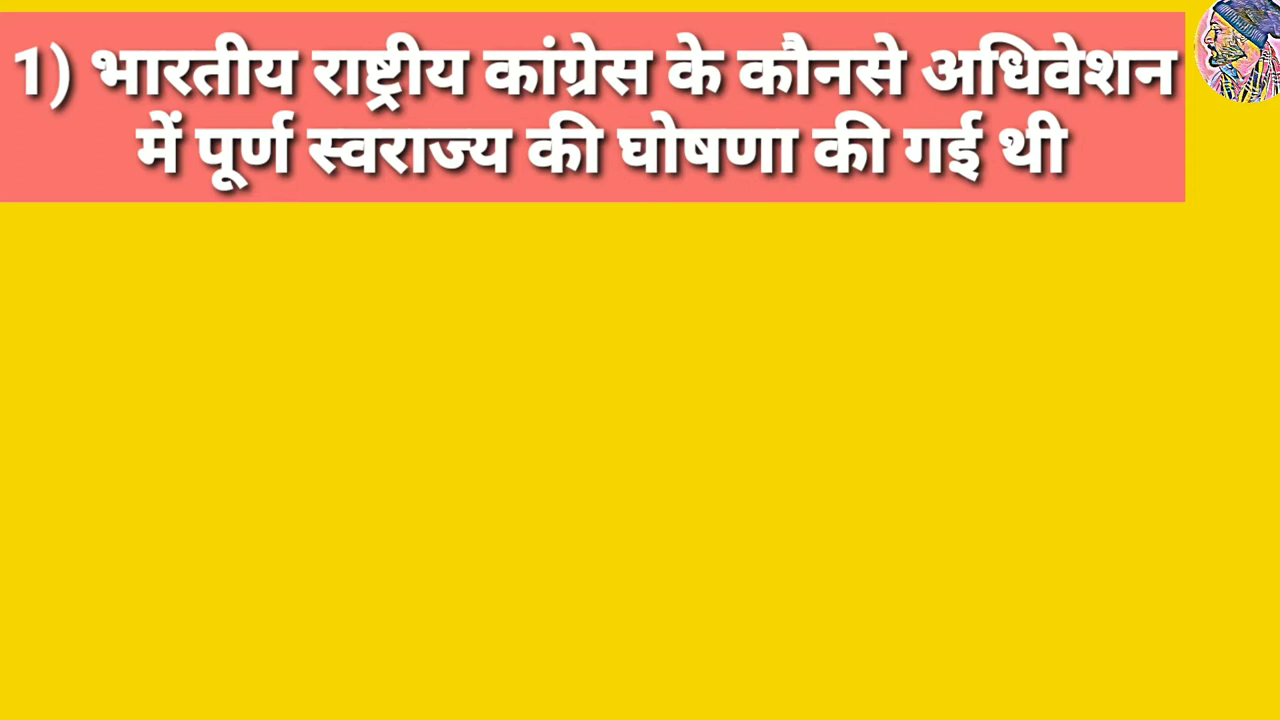 1) भारतीय राष्ट्रीय कांग्रेस के कौनसे अधिवेशन
में पूर्ण स्वराज्य की घोषणा की गई थी